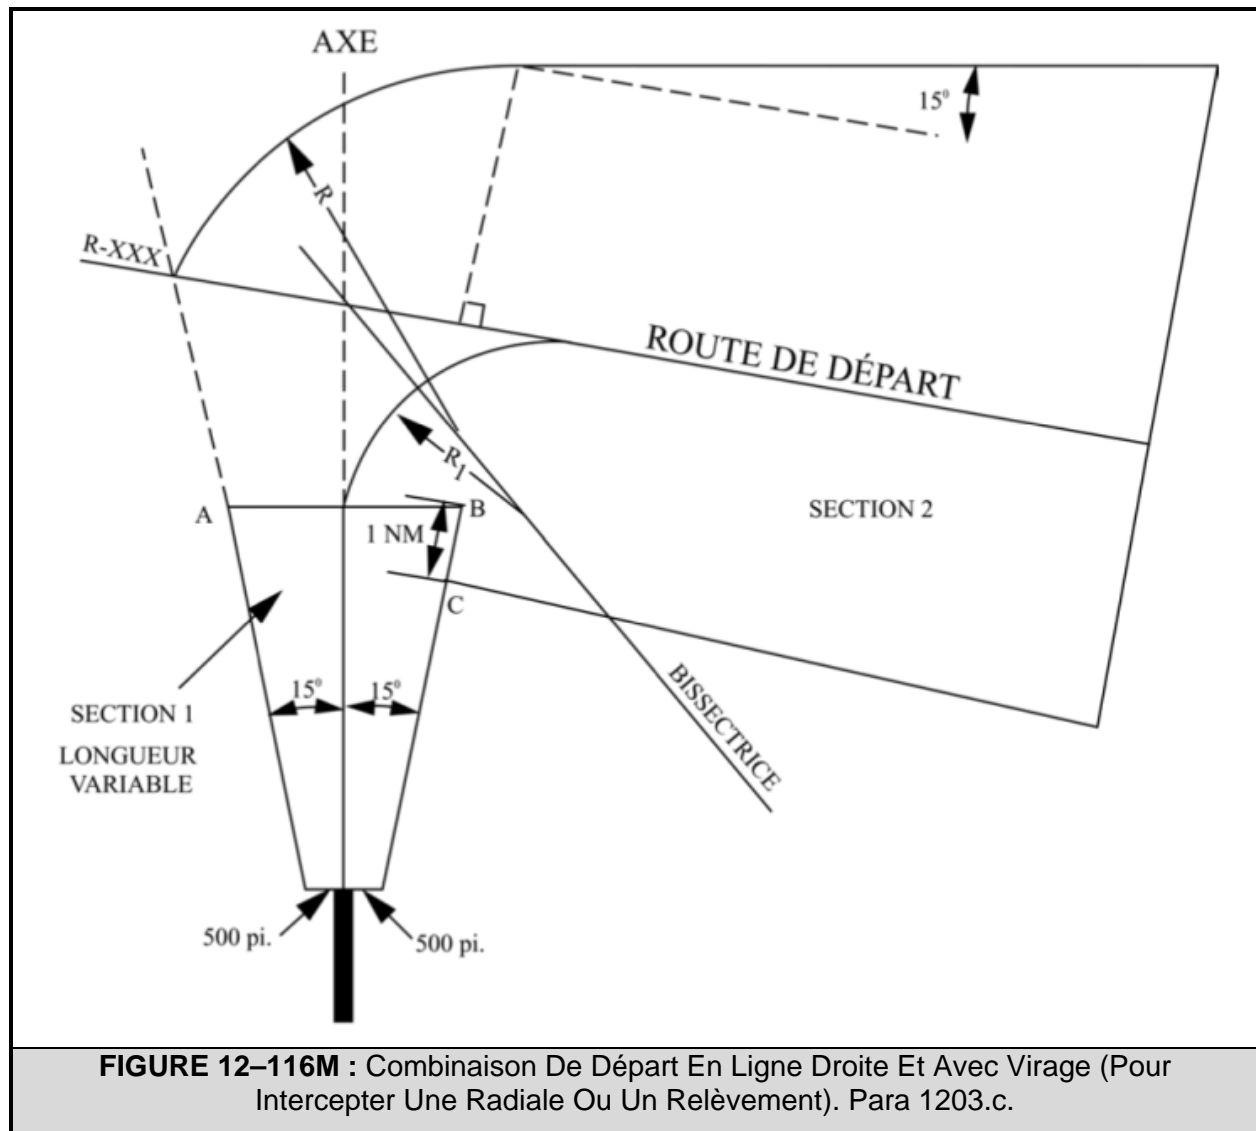 AXE
15°
R
R-XXX
ROUTE DE DÉPART
R1
A
B
1 NM
SECTION 2
C
15°
15°
SECTION 1
LONGUEUR
VARIABLE
BISSECTRICE
500 pi.
500 pi.
FIGURE 12–116M : Combinaison De Départ En Ligne Droite Et Avec Virage (Pour
Intercepter Une Radiale Ou Un Relèvement). Para 1203.c.